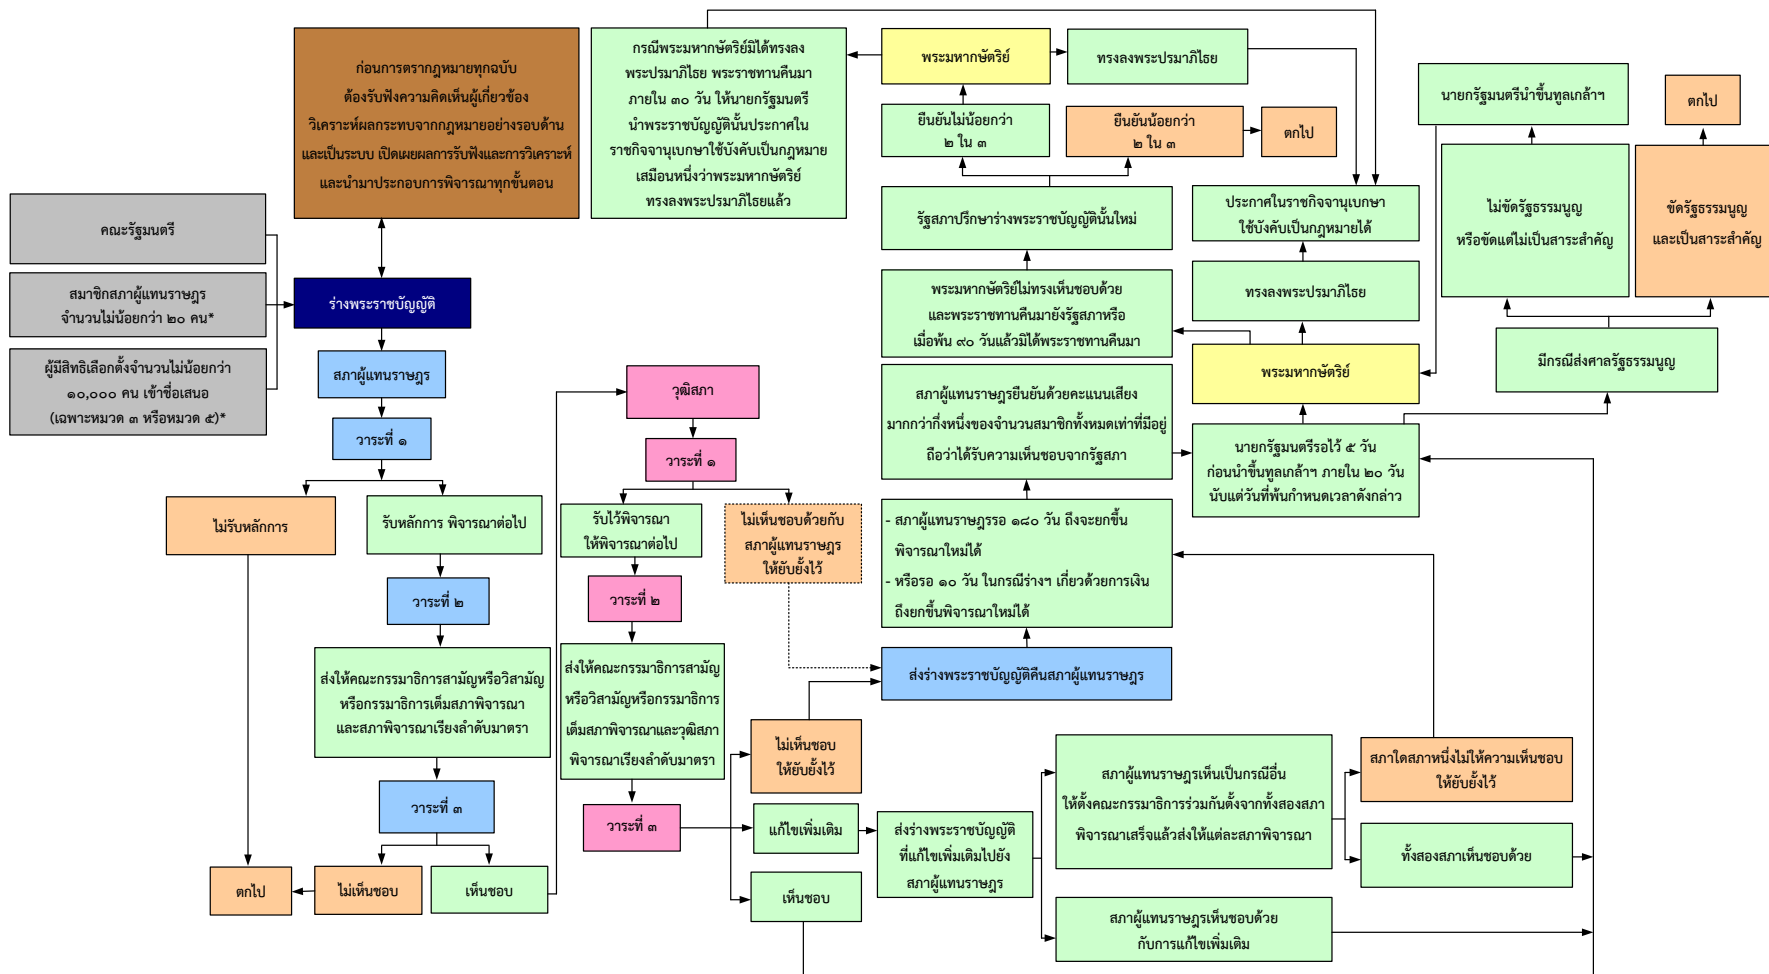 ก่อนการตรากฎหมายทุกฉบับ
ต้องรับฟังความคิดเห็นผู้เกี่ยวข้อง
วิเคราะห์ผลกระทบจากกฎหมายอย่างรอบด้าน
และเป็นระบบ เปิดเผยผลการรับฟังและการวิเคราะห์
และนำมาประกอบการพิจารณาทุกขั้นตอน
คณะรัฐมนตรี
สมาชิกสภาผู้แทนราษฎร
จำนวนไม่น้อยกว่า ๒๐ คน*
ผู้มีสิทธิเลือกตั้งจำนวนไม่น้อยกว่า
๑๐,๐๐๐ คน เข้าชื่อเสนอ
(เฉพาะหมวด ๓ หรือหมวด ๕)*
ร่างพระราชบัญญัติ
สภาผู้แทนราษฎร
วาระที่ ๑
ไม่รับหลักการ
รับหลักการ พิจารณาต่อไป
วาระที่ ๒
ส่งให้คณะกรรมาธิการสามัญหรือวิสามัญ
หรือกรรมาธิการเต็มสภาพิจารณา
และสภาพิจารณาเรียงลำดับมาตรา
วาระที่ ๓
ตกไป
ไม่เห็นชอบ
เห็นชอบ
วุฒิสภา
วาระที่ ๑
รับไว้พิจารณา
ให้พิจารณาต่อไป
ไม่เห็นชอบด้วยกับ
สภาผู้แทนราษฎร
ให้ยับยั้งไว้
วาระที่ ๒
ส่งให้คณะกรรมาธิการสามัญ
หรือวิสามัญหรือกรรมาธิการ
เต็มสภาพิจารณาและวุฒิสภา
พิจารณาเรียงลำดับมาตรา
วาระที่ ๓
ไม่เห็นชอบ
ให้ยับยั้งไว้
แก้ไขเพิ่มเติม
เห็นชอบ
ส่งร่างพระราชบัญญัติ
ที่แก้ไขเพิ่มเติมไปยัง
สภาผู้แทนราษฎร
สภาผู้แทนราษฎรเห็นเป็นกรณีอื่น
ให้ตั้งคณะกรรมาธิการร่วมกันตั้งจากทั้งสองสภา
พิจารณาเสร็จแล้วส่งให้แต่ละสภาพิจารณา
สภาผู้แทนราษฎรเห็นชอบด้วย
กับการแก้ไขเพิ่มเติม
สภาใดสภาหนึ่งไม่ให้ความเห็นชอบ
ให้ยับยั้งไว้
ทั้งสองสภาเห็นชอบด้วย
ส่งร่างพระราชบัญญัติคืนสภาผู้แทนราษฎร
- สภาผู้แทนราษฎรรอ ๑๘๐ วัน ถึงจะยกขึ้น
พิจารณาใหม่ได้
- หรือรอ ๑๐ วัน ในกรณีร่างฯ เกี่ยวด้วยการเงิน
ถึงยกขึ้นพิจารณาใหม่ได้
สภาผู้แทนราษฎรยืนยันด้วยคะแนนเสียง
มากกว่ากึ่งหนึ่งของจำนวนสมาชิกทั้งหมดเท่าที่มีอยู่
ถือว่าได้รับความเห็นชอบจากรัฐสภา
นายกรัฐมนตรีรอไว้ ๕ วัน
ก่อนนำขึ้นทูลเกล้าฯ ภายใน ๒๐ วัน
นับแต่วันที่พ้นกำหนดเวลาดังกล่าว
พระมหากษัตริย์
ทรงลงพระปรมาภิไธย
ประกาศในราชกิจจานุเบกษา
ใช้บังคับเป็นกฎหมายได้
พระมหากษัตริย์ไม่ทรงเห็นชอบด้วย
และพระราชทานคืนมายังรัฐสภาหรือ
เมื่อพ้น ๙๐ วันแล้วมิได้พระราชทานคืนมา
รัฐสภาปรึกษาร่างพระราชบัญญัตินั้นใหม่
ยืนยันไม่น้อยกว่า
๒ ใน ๓
ยืนยันน้อยกว่า
๒ ใน ๓
ตกไป
พระมหากษัตริย์
ทรงลงพระปรมาภิไธย
กรณีพระมหากษัตริย์มิได้ทรงลง
พระปรมาภิไธย พระราชทานคืนมา
ภายใน ๓๐ วัน ให้นายกรัฐมนตรี
นำพระราชบัญญัตินั้นประกาศใน
ราชกิจจานุเบกษาใช้บังคับเป็นกฎหมาย
เสมือนหนึ่งว่าพระมหากษัตริย์
ทรงลงพระปรมาภิไธยแล้ว
นายกรัฐมนตรีนำขึ้นทูลเกล้าฯ
ตกไป
ไม่ขัดรัฐธรรมนูญ
หรือขัดแต่ไม่เป็นสาระสำคัญ
ขัดรัฐธรรมนูญ
และเป็นสาระสำคัญ
มีกรณีส่งศาลรัฐธรรมนูญ